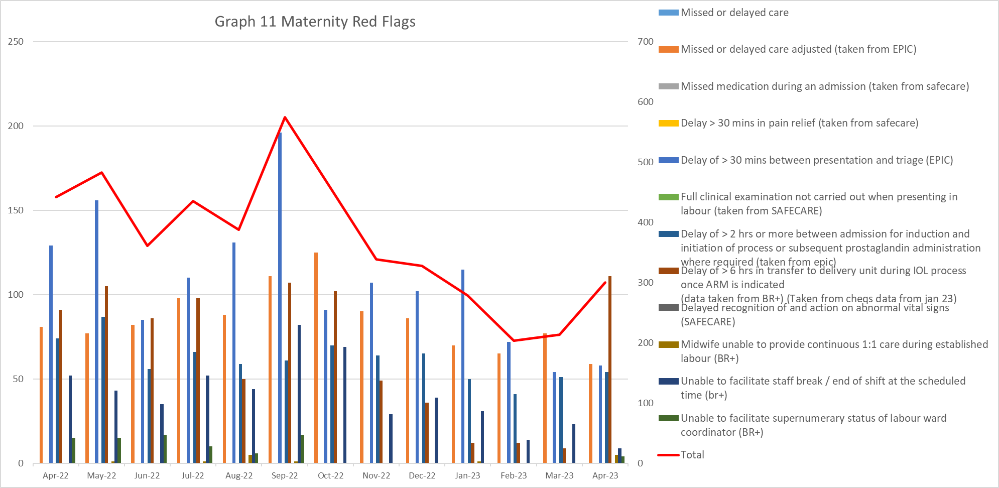 Graph 11 Maternity Red Flags
250
200
150
100
50
0
700
600
500
400
300
200
100
0
Apr-22
May-22
Jun-22
Jul-22
Aug-22
Sep-22
Oct-22
Nov-22
Dec-22
Jan-23
Feb-23
Mar-23
Apr-23
Missed or delayed care
Missed or delayed care adjusted (taken from EPIC)
Missed medication during an admission (taken from safecare)
Delay > 30 mins in pain relief (taken from safecare)
Delay of > 30 mins between presentation and triage (EPIC)
Full clinical examination not carried out when presenting in
labour (taken from SAFECARE)
Delay of > 2 hrs or more between admission for induction and
initiation of process or subsequent prostaglandin administration
where required (taken from epic)
Delay of > 6 hrs in transfer to delivery unit during IOL process
once ARM is indicated
(data taken from BR+) (Taken from cheqs data from jan 23)
Delayed recognition of and action on abnormal vital signs
(SAFECARE)
Midwife unable to provide continuous 1:1 care during established
labour (BR+)
Unable to facilitate staff break / end of shift at the scheduled
time (br+)
Unable to facilitate supernumerary status of labour ward
coordinator (BR+)
Total